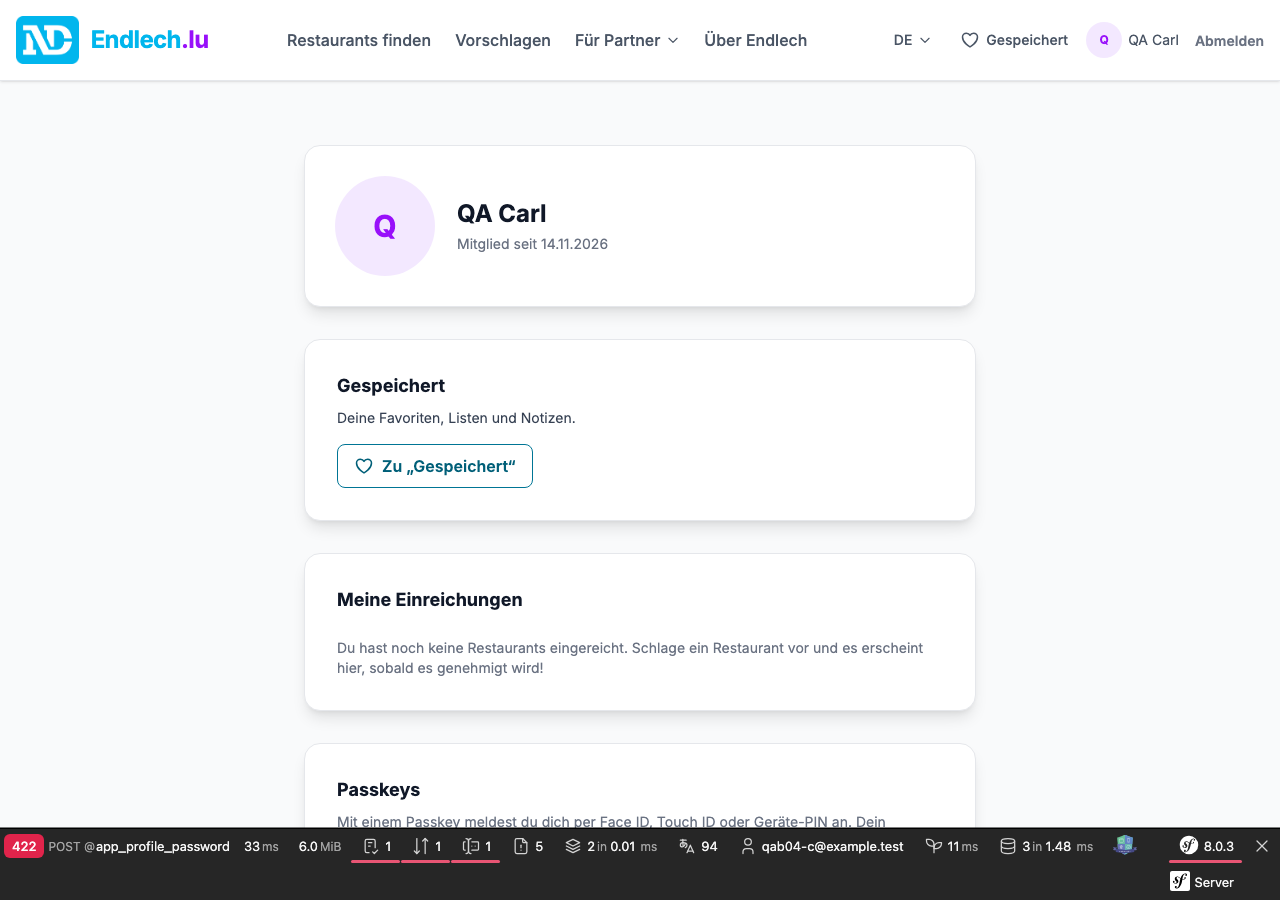 Endlech.lu
Restaurants finden
Vorschlagen
Für Partner
Über Endlech
DE
Gespeichert
Q
QA Carl
Abmelden
Q
QA Carl
Mitglied seit 14.11.2026
Gespeichert
Deine Favoriten, Listen und Notizen.
Zu „Gespeichert“
Meine Einreichungen
Du hast noch keine Restaurants eingereicht. Schlage ein Restaurant vor und es erscheint
hier, sobald es genehmigt wird!
Passkeys
Mit einem Passkey meldest du dich per Face ID, Touch ID oder Geräte-PIN an. Dein
422 POST @app_profile_password 33 ms 6.0 MiB 1 1 1 5 2 in 0.01 ms 94 qab04-c@example.test 11 ms 3 in 1.48 ms sf 8.0.3
sf Server